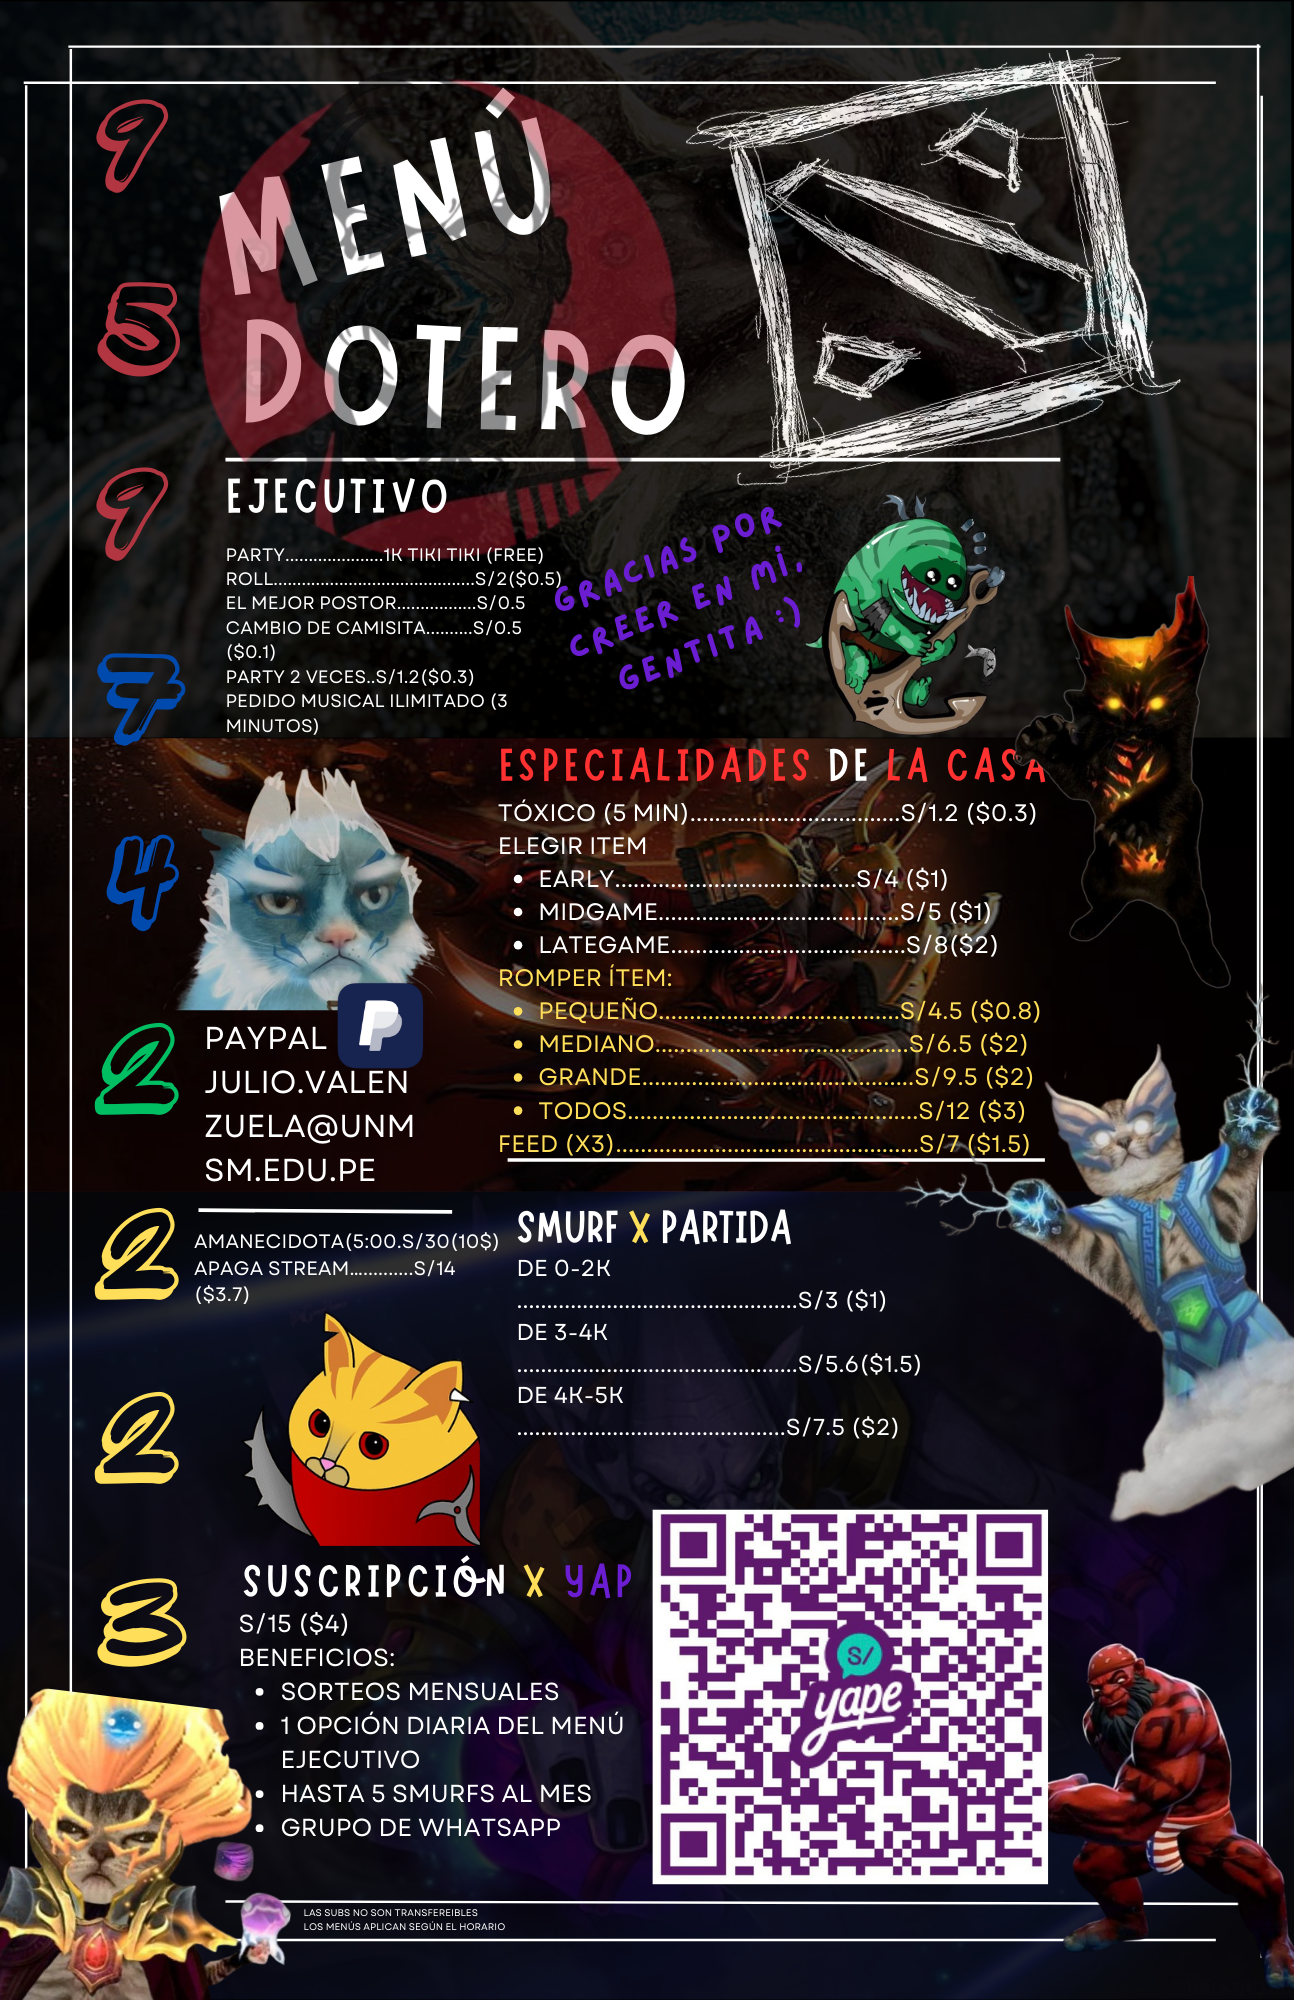 MENÚ
DOTERO
9
5
9
7
4
2
2
2
3
EJECUTIVO
PARTY.....................1K TIKI TIKI (FREE)
ROLL...........................................S/2($0.5)
EL MEJOR POSTOR.................S/0.5
CAMBIO DE CAMISITA..........S/0.5
($0.1)
PARTY 2 VECES..S/1.2($0.3)
PEDIDO MUSICAL ILIMITADO (3
MINUTOS)
GRACIAS POR
CREER EN MÍ,
GENTITA :)
ESPECIALIDADES DE LA CASA
TÓXICO (5 MIN)...................................S/1.2 ($0.3)
ELEGIR ITEM
• EARLY........................................S/4 ($1)
• MIDGAME........................................S/5 ($1)
• LATEGAME.......................................S/8($2)
ROMPER ÍTEM:
• PEQUEÑO........................................S/4.5 ($0.8)
• MEDIANO..........................................S/6.5 ($2)
• GRANDE.............................................S/9.5 ($2)
• TODOS................................................S/12 ($3)
FEED (X3)..................................................S/7 ($1.5)
PAYPAL
JULIO.VALEN
ZUELA@UNM
SM.EDU.PE
AMANECIDOTA(5:00.S/30(10$)
APAGA STREAM............S/14
($3.7)
SMURF X PARTIDA
DE 0-2K
...............................................S/3 ($1)
DE 3-4K
...............................................S/5.6($1.5)
DE 4K-5K
.............................................S/7.5 ($2)
SUSCRIPCIÓN X YAP
S/15 ($4)
BENEFICIOS:
• SORTEOS MENSUALES
• 1 OPCIÓN DIARIA DEL MENÚ
EJECUTIVO
• HASTA 5 SMURFS AL MES
• GRUPO DE WHATSAPP
S/
yape
LAS SUBS NO SON TRANSFEREIBLES
LOS MENÚS APLICAN SEGÚN EL HORARIO